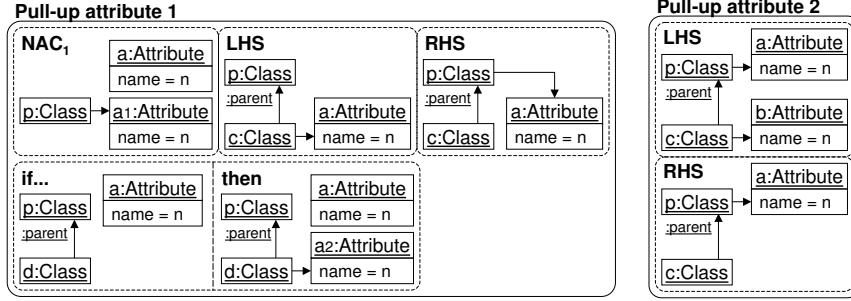 Pull-up attribute 1
NAC1
a:Attribute
name = n
p:Class
a1:Attribute
name = n
LHS
p:Class
:parent
c:Class
a:Attribute
name = n
RHS
p:Class
:parent
c:Class
a:Attribute
name = n
if...
p:Class
:parent
d:Class
a:Attribute
name = n
then
p:Class
:parent
d:Class
a:Attribute
name = n
a2:Attribute
name = n
Pull-up attribute 2
LHS
p:Class
:parent
c:Class
a:Attribute
name = n
b:Attribute
name = n
RHS
p:Class
:parent
c:Class
a:Attribute
name = n